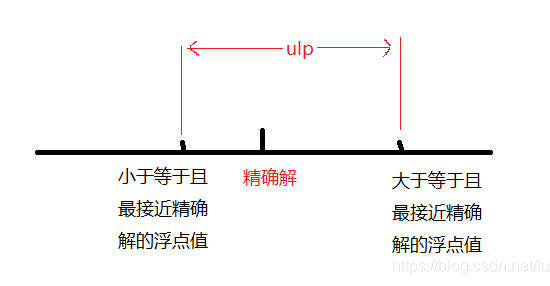 ulp
小于等于且
最接近精确
解的浮点值
精确解
大于等于且
最接近精确
解的浮点值
https://blog.csdn.net/lu